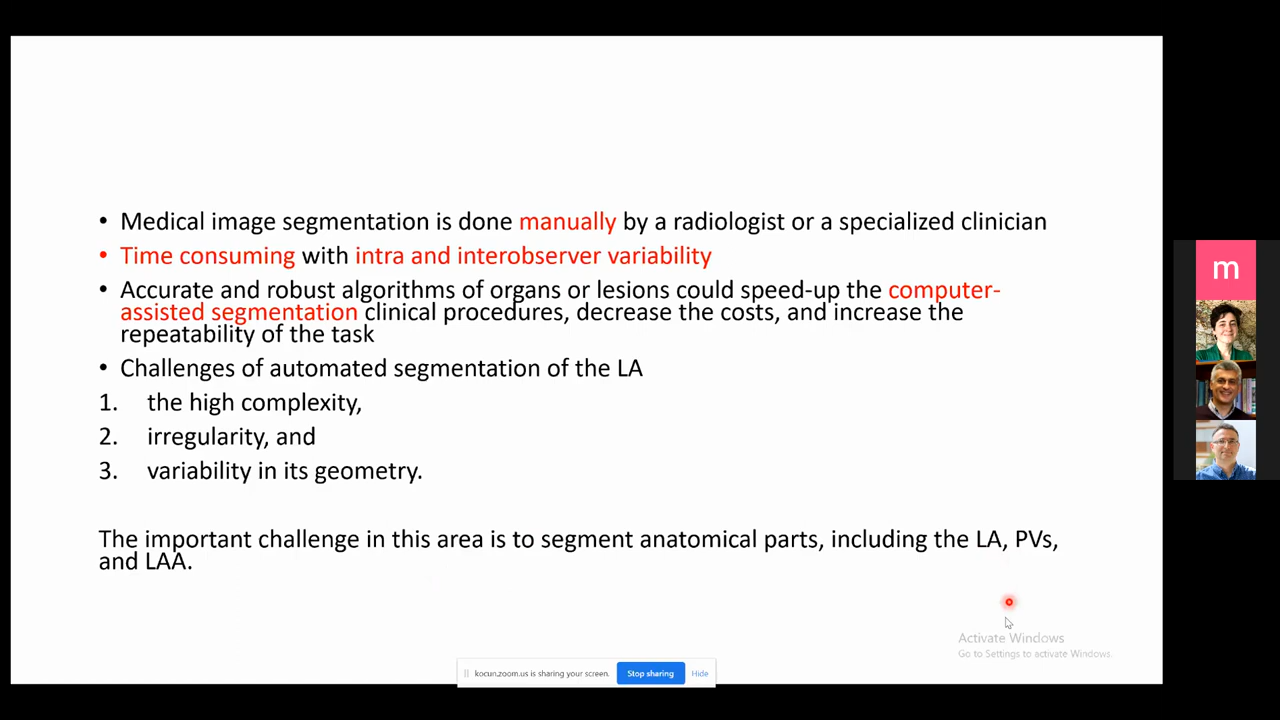 • Medical image segmentation is done manually by a radiologist or a specialized clinician
• Time consuming with intra and interobserver variability
• Accurate and robust algorithms of organs or lesions could speed-up the computer-
assisted segmentation clinical procedures, decrease the costs, and increase the
repeatability of the task
• Challenges of automated segmentation of the LA
1. the high complexity,
2. irregularity, and
3. variability in its geometry.
The important challenge in this area is to segment anatomical parts, including the LA, PVs,
and LAA.
m
Activate Windows
Go to Settings to activate Windows.
kocun.zoom.us is sharing your screen. Stop sharing Hide